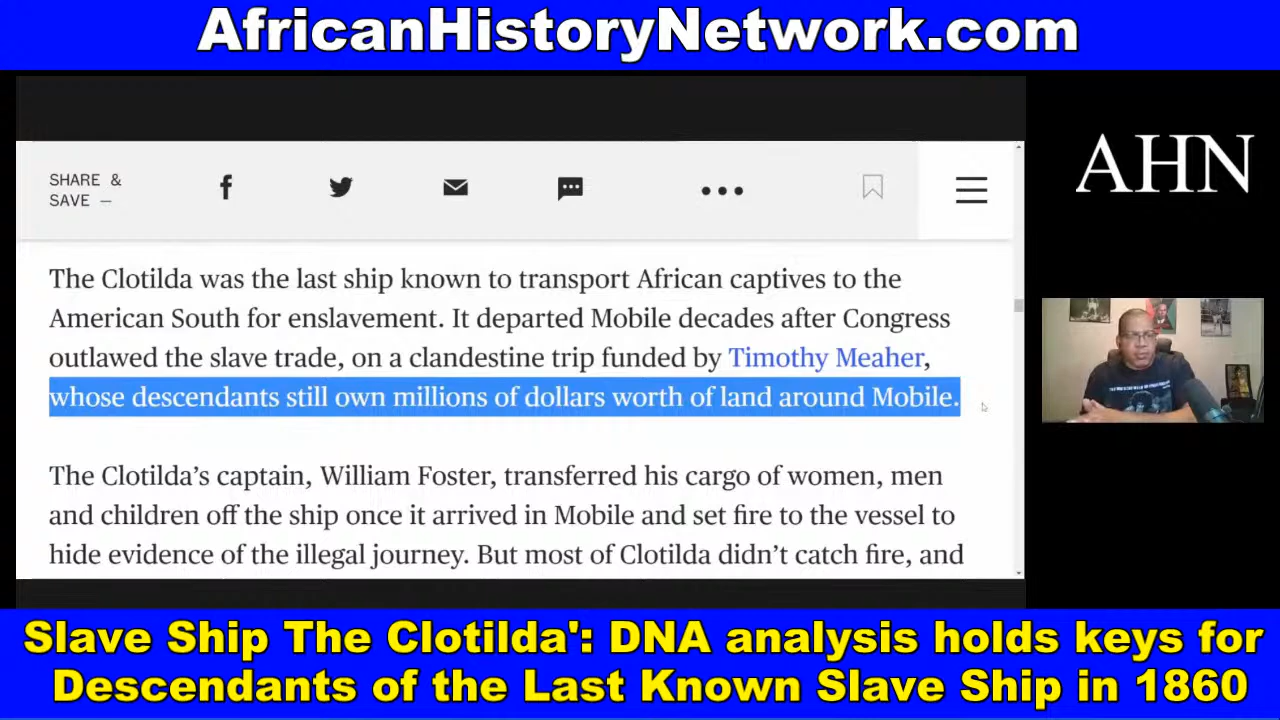 AfricanHistoryNetwork.com
AHN
SHARE &
SAVE —
The Clotilda was the last ship known to transport African captives to the
American South for enslavement. It departed Mobile decades after Congress
outlawed the slave trade, on a clandestine trip funded by Timothy Meaher,
whose descendants still own millions of dollars worth of land around Mobile.
The Clotilda’s captain, William Foster, transferred his cargo of women, men
and children off the ship once it arrived in Mobile and set fire to the vessel to
hide evidence of the illegal journey. But most of Clotilda didn’t catch fire, and
Slave Ship The Clotilda': DNA analysis holds keys for
Descendants of the Last Known Slave Ship in 1860